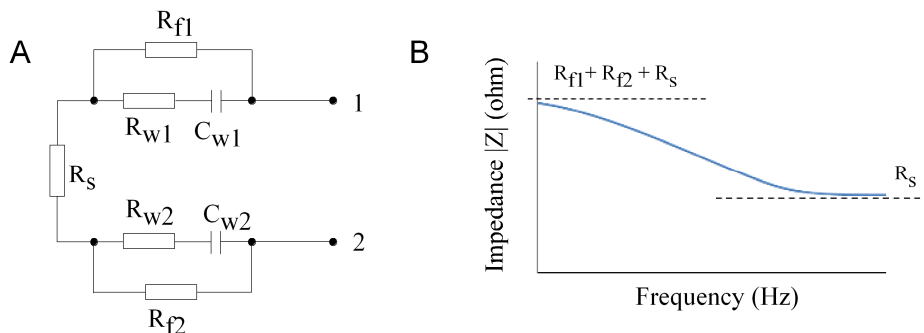 A
R_f1
1
R_w1
C_w1
R_s
R_w2
C_w2
2
R_f2
B
Impedance |Z| (ohm)
R_f1 + R_f2 + R_s
R_s
Frequency (Hz)